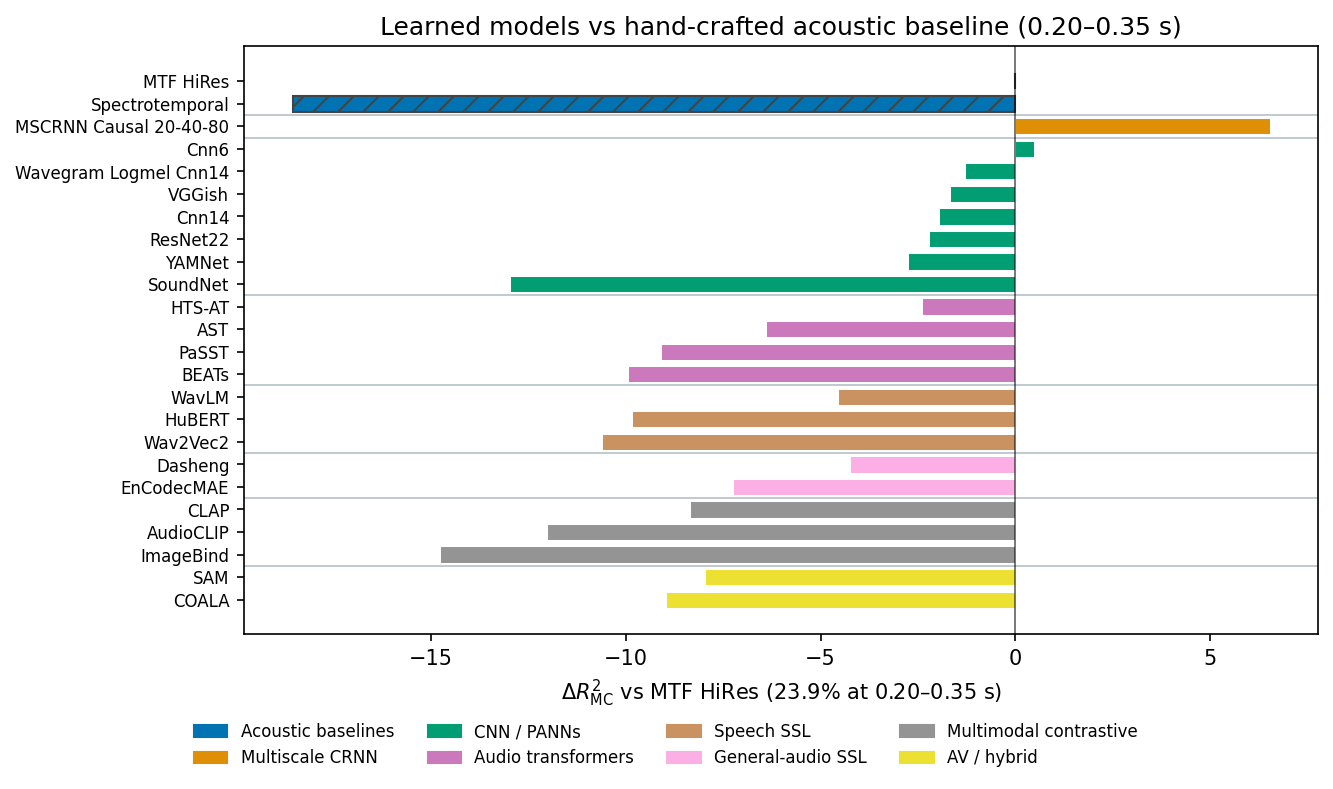 Learned models vs hand-crafted acoustic baseline (0.20–0.35 s)
MTF HiRes
Spectrotemporal
MSCRNN Causal 20-40-80
Cnn6
Wavegram Logmel Cnn14
VGGish
Cnn14
ResNet22
YAMNet
SoundNet
HTS-AT
AST
PaSST
BEATs
WavLM
HuBERT
Wav2Vec2
Dasheng
EnCodecMAE
CLAP
AudioCLIP
ImageBind
SAM
COALA
−15 −10 −5 0 5
ΔR²MC vs MTF HiRes (23.9% at 0.20–0.35 s)
Acoustic baselines CNN / PANNs Speech SSL Multimodal contrastive
Multiscale CRNN Audio transformers General-audio SSL AV / hybrid